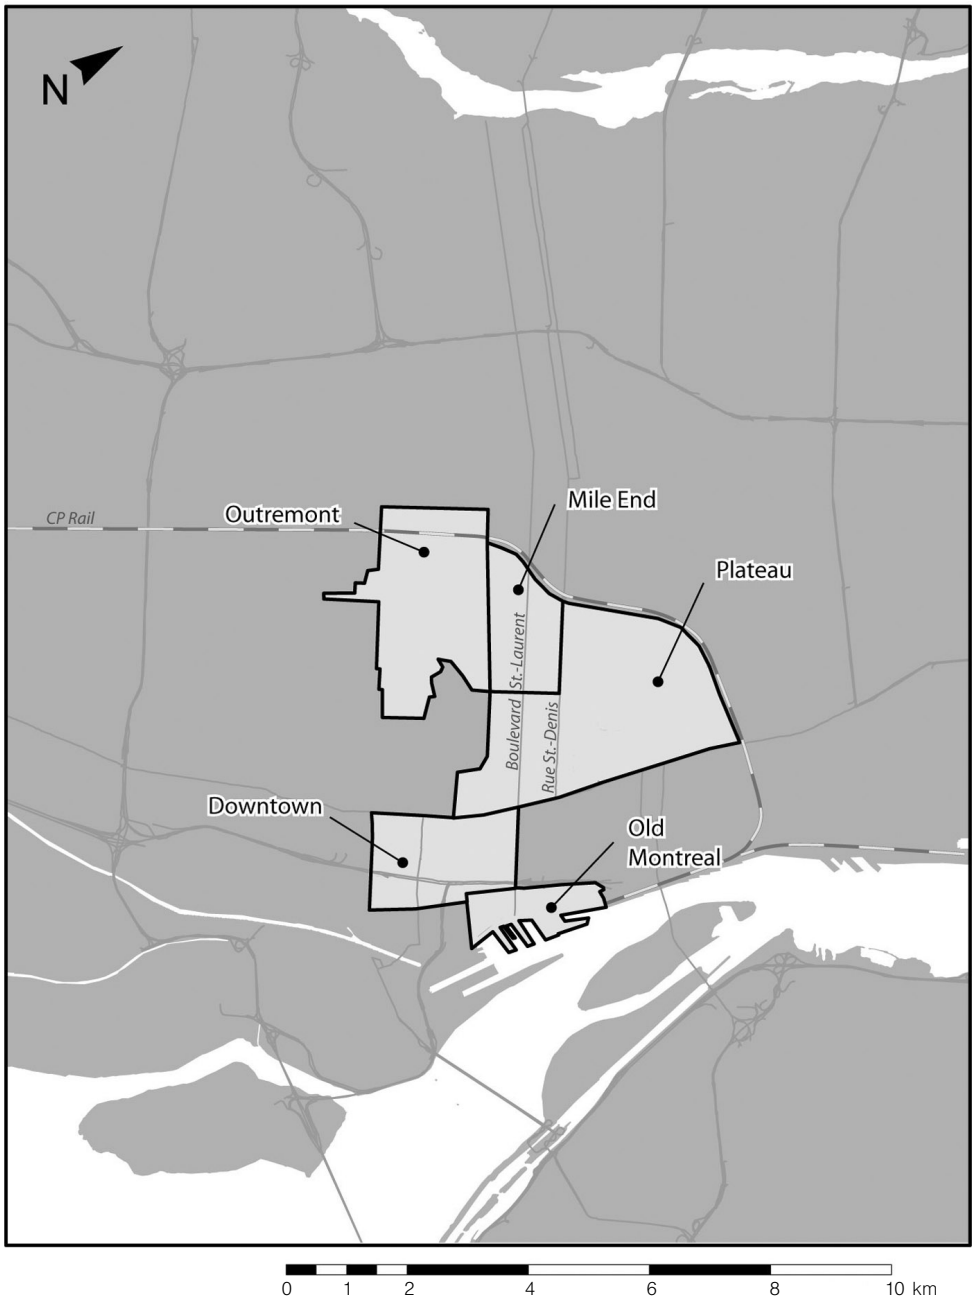 N
CP Rail
Outremont
Mile End
Plateau
Boulevard St.-Laurent
Rue St.-Denis
Downtown
Old
Montreal
0 1 2 4 6 8 10 km